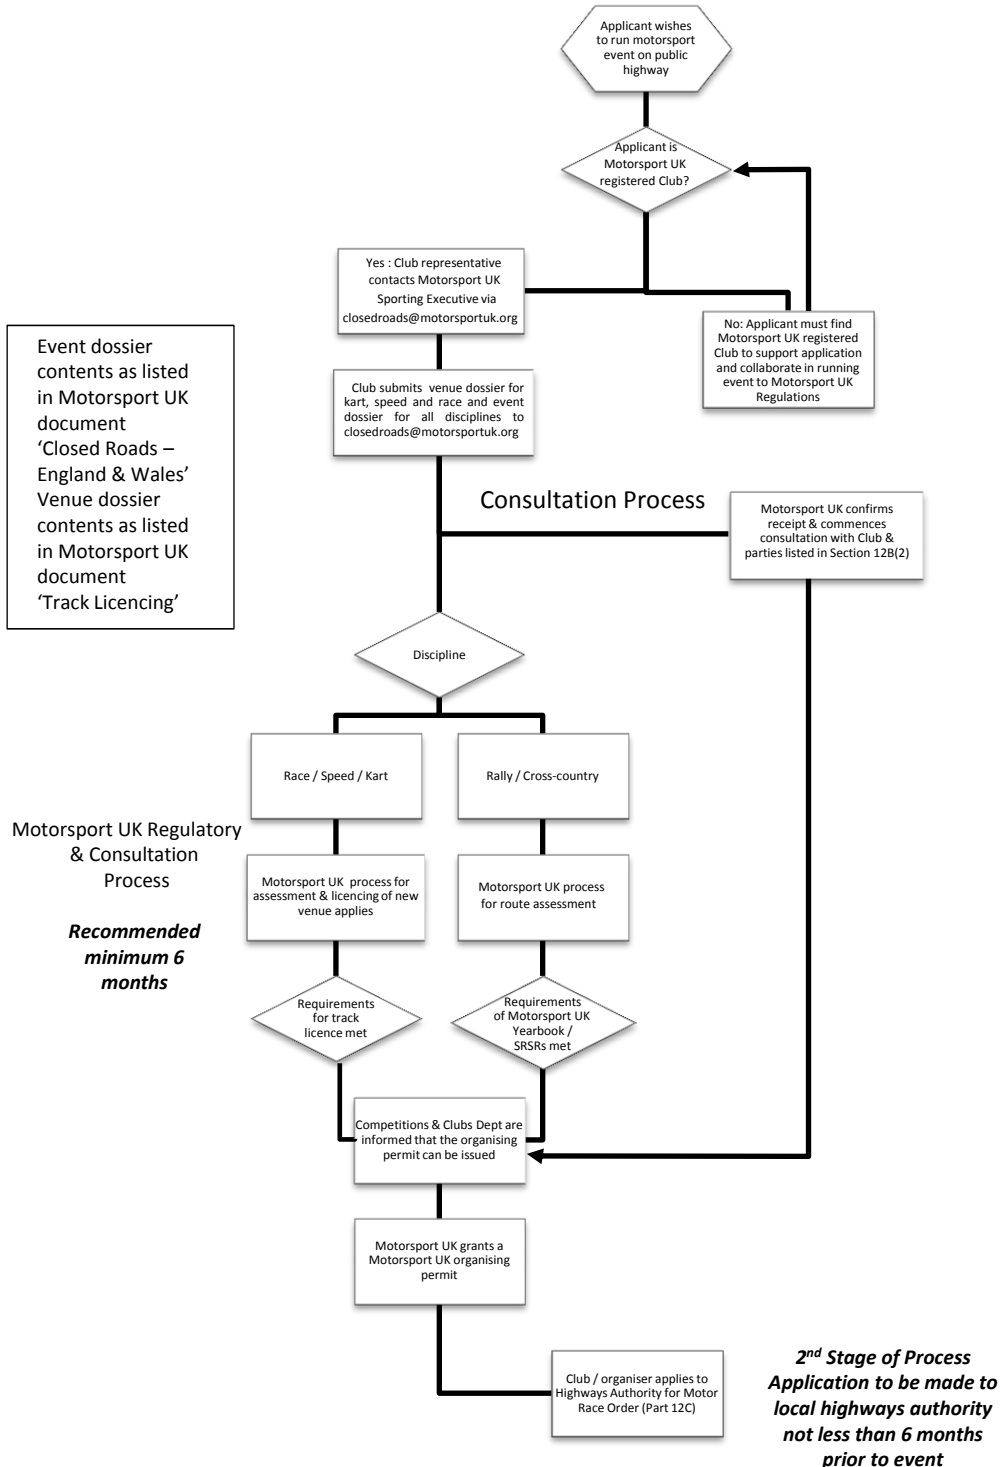 Applicant wishes
to run motorsport
event on public
highway
Applicant is
Motorsport UK
registered Club?
Yes : Club representative
contacts Motorsport UK
Sporting Executive via
closedroads@motorsportuk.org
No: Applicant must find
Motorsport UK registered
Club to support application
and collaborate in running
event to Motorsport UK
Regulations
Event dossier
contents as listed
in Motorsport UK
document
‘Closed Roads –
England & Wales’
Venue dossier
contents as listed
in Motorsport UK
document
‘Track Licencing’
Club submits venue dossier for
kart, speed and race and event
dossier for all disciplines to
closedroads@motorsportuk.org
Consultation Process
Motorsport UK confirms
receipt & commences
consultation with Club &
parties listed in Section 12B(2)
Discipline
Race / Speed / Kart
Rally / Cross-country
Motorsport UK Regulatory
& Consultation
Process
Recommended
minimum 6
months
Motorsport UK process for
assessment & licencing of new
venue applies
Motorsport UK process
for route assessment
Requirements
for track
licence met
Requirements
of Motorsport UK
Yearbook /
SRSRs met
Competitions & Clubs Dept are
informed that the organising
permit can be issued
Motorsport UK grants a
Motorsport UK organising
permit
Club / organiser applies to
Highways Authority for Motor
Race Order (Part 12C)
2nd Stage of Process
Application to be made to
local highways authority
not less than 6 months
prior to event